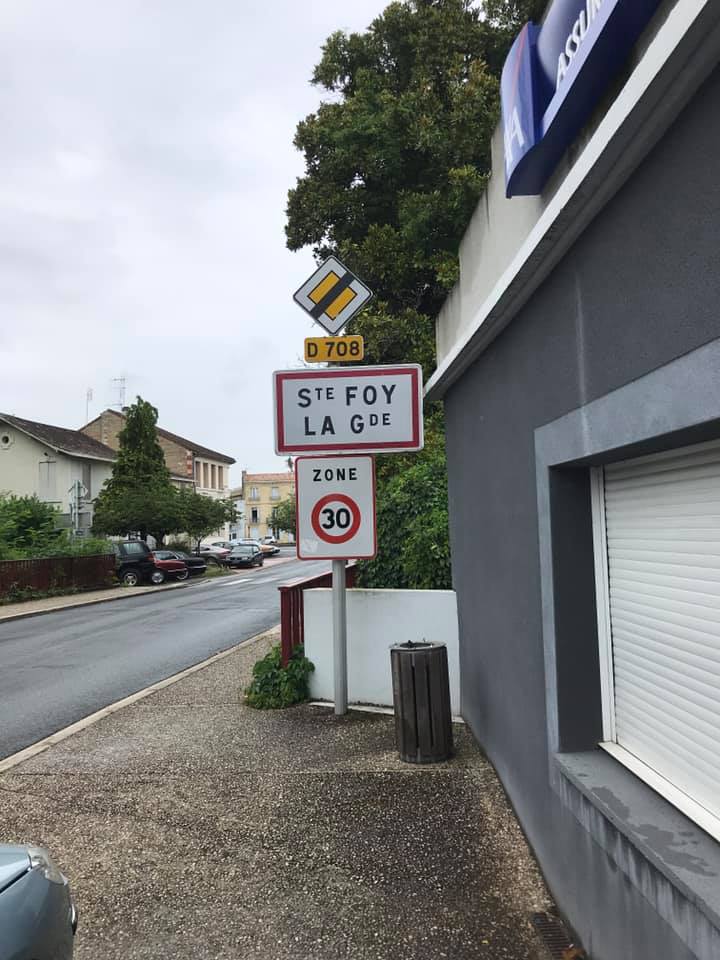 D 708
STE FOY
LA GDE
ZONE
30